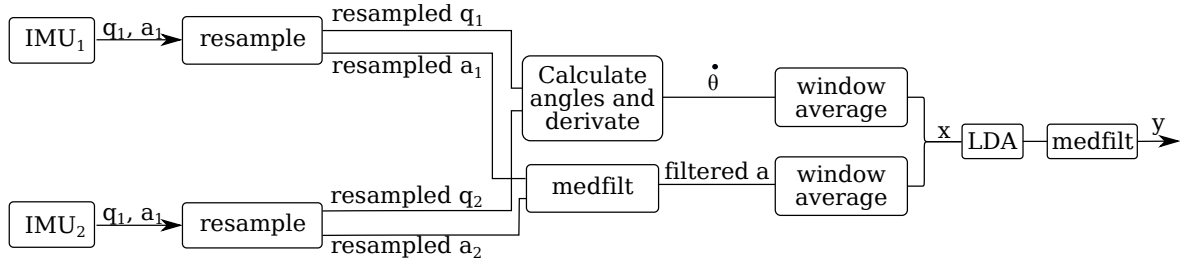 IMU₁
q₁, a₁
resample
resampled q₁
resampled a₁
Calculate
angles and
derivate
θ̇
window
average
IMU₂
q₁, a₁
resample
resampled q₂
resampled a₂
medfilt
filtered a
window
average
x
LDA
medfilt
y